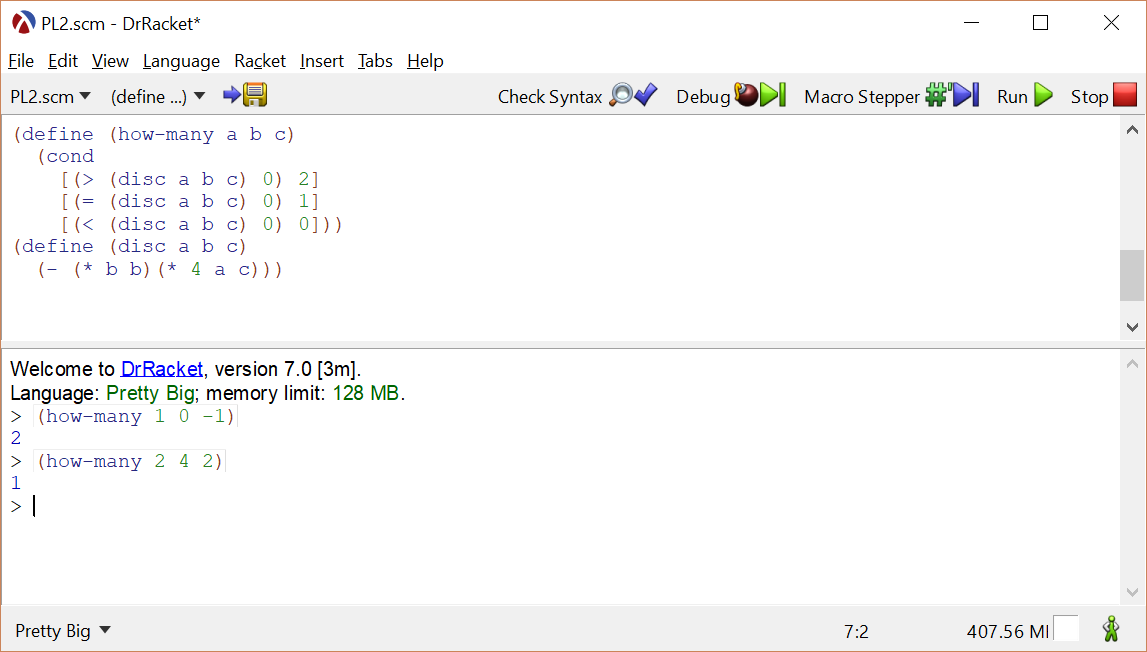 PL2.scm - DrRacket*
File Edit View Language Racket Insert Tabs Help
PL2.scm (define ...) Check Syntax Debug Macro Stepper #' Run Stop
(define (how-many a b c)
  (cond
    [(> (disc a b c) 0) 2]
    [(= (disc a b c) 0) 1]
    [(< (disc a b c) 0) 0]))
(define (disc a b c)
  (- (* b b)(* 4 a c)))
Welcome to DrRacket, version 7.0 [3m].
Language: Pretty Big; memory limit: 128 MB.
> (how-many 1 0 -1)
2
> (how-many 2 4 2)
1
>
Pretty Big 7:2 407.56 MI